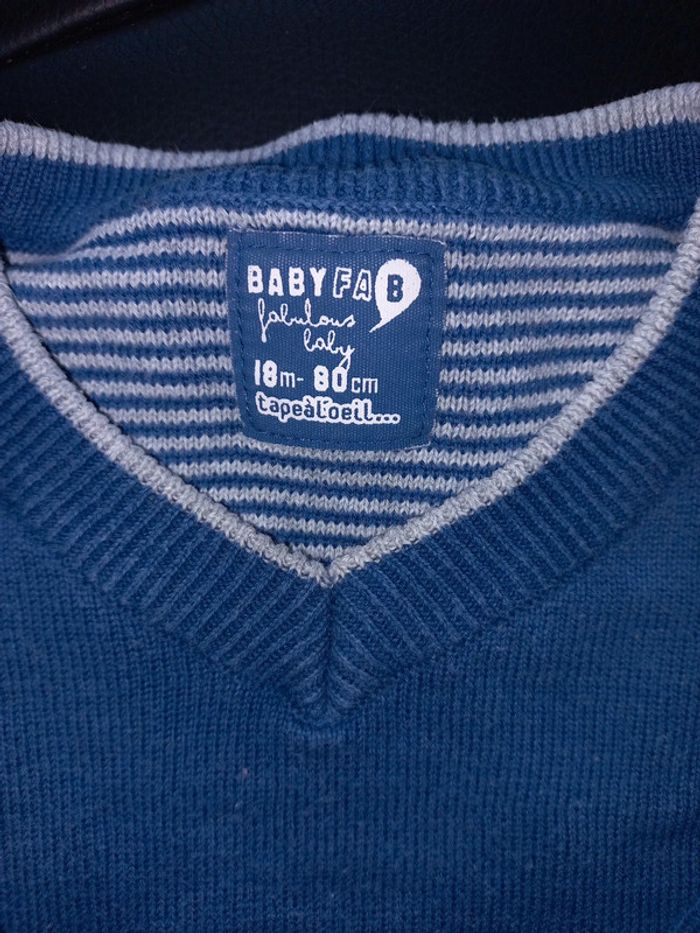 BABY FAB
fabulous
baby
18m- 80cm
tapeàl'oeil...